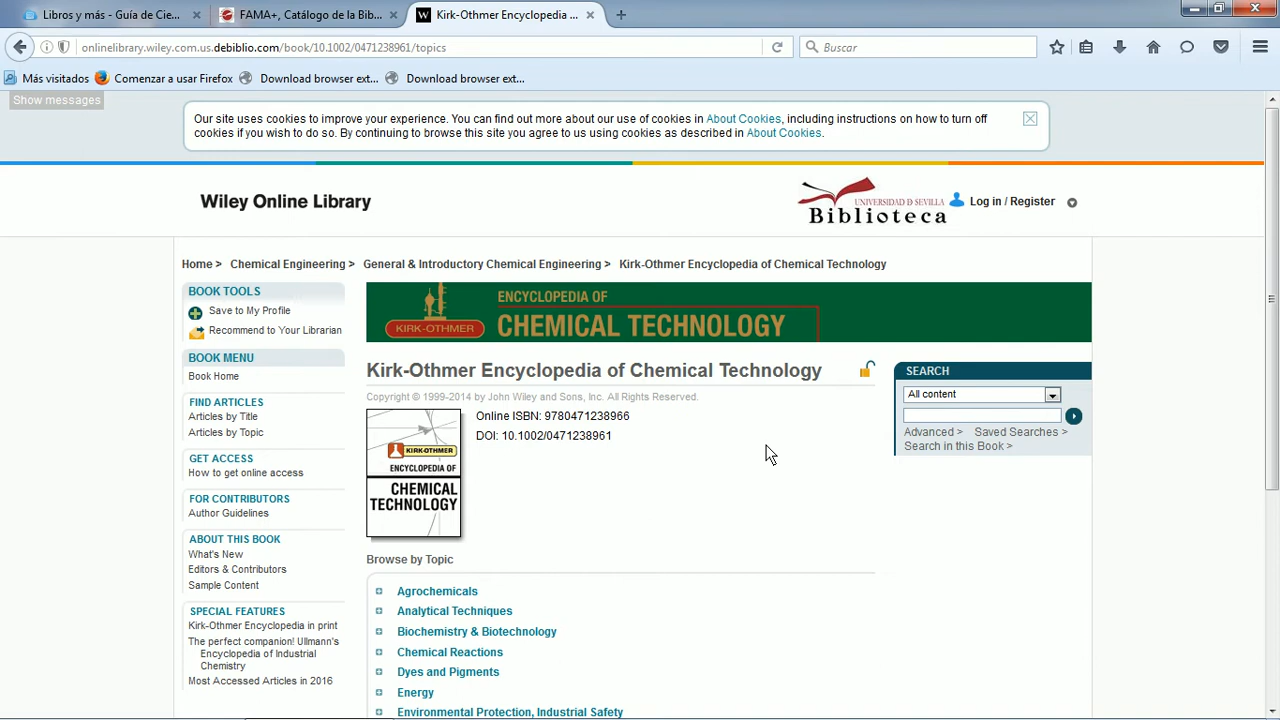 Libros y más - Guía de Cie...
FAMA+, Catálogo de la Bibl...
W
Kirk-Othmer Encyclopedia ...
onlinelibrary.wiley.com.us.debiblio.com/book/10.1002/0471238961/topics
Buscar
Más visitados
Comenzar a usar Firefox
Download browser ext...
Download browser ext...
Show messages
Our site uses cookies to improve your experience. You can find out more about our use of cookies in About Cookies, including instructions on how to turn off
cookies if you wish to do so. By continuing to browse this site you agree to us using cookies as described in About Cookies.
Wiley Online Library
UNIVERSIDAD D SEVILLA
Biblioteca
Log in / Register
Home > Chemical Engineering > General & Introductory Chemical Engineering > Kirk-Othmer Encyclopedia of Chemical Technology
BOOK TOOLS
Save to My Profile
Recommend to Your Librarian
BOOK MENU
Book Home
FIND ARTICLES
Articles by Title
Articles by Topic
GET ACCESS
How to get online access
FOR CONTRIBUTORS
Author Guidelines
ABOUT THIS BOOK
What's New
Editors & Contributors
Sample Content
SPECIAL FEATURES
Kirk-Othmer Encyclopedia in print
The perfect companion! Ullmann's
Encyclopedia of Industrial
Chemistry
Most Accessed Articles in 2016
KIRK-OTHMER
ENCYCLOPEDIA OF
CHEMICAL TECHNOLOGY
Kirk-Othmer Encyclopedia of Chemical Technology
Copyright © 1999-2014 by John Wiley and Sons, Inc. All Rights Reserved.
KIRK-OTHMER
ENCYCLOPEDIA OF
CHEMICAL
TECHNOLOGY
Online ISBN: 9780471238966
DOI: 10.1002/0471238961
Browse by Topic
Agrochemicals
Analytical Techniques
Biochemistry & Biotechnology
Chemical Reactions
Dyes and Pigments
Energy
Environmental Protection, Industrial Safety
SEARCH
All content
Advanced > Saved Searches >
Search in this Book >